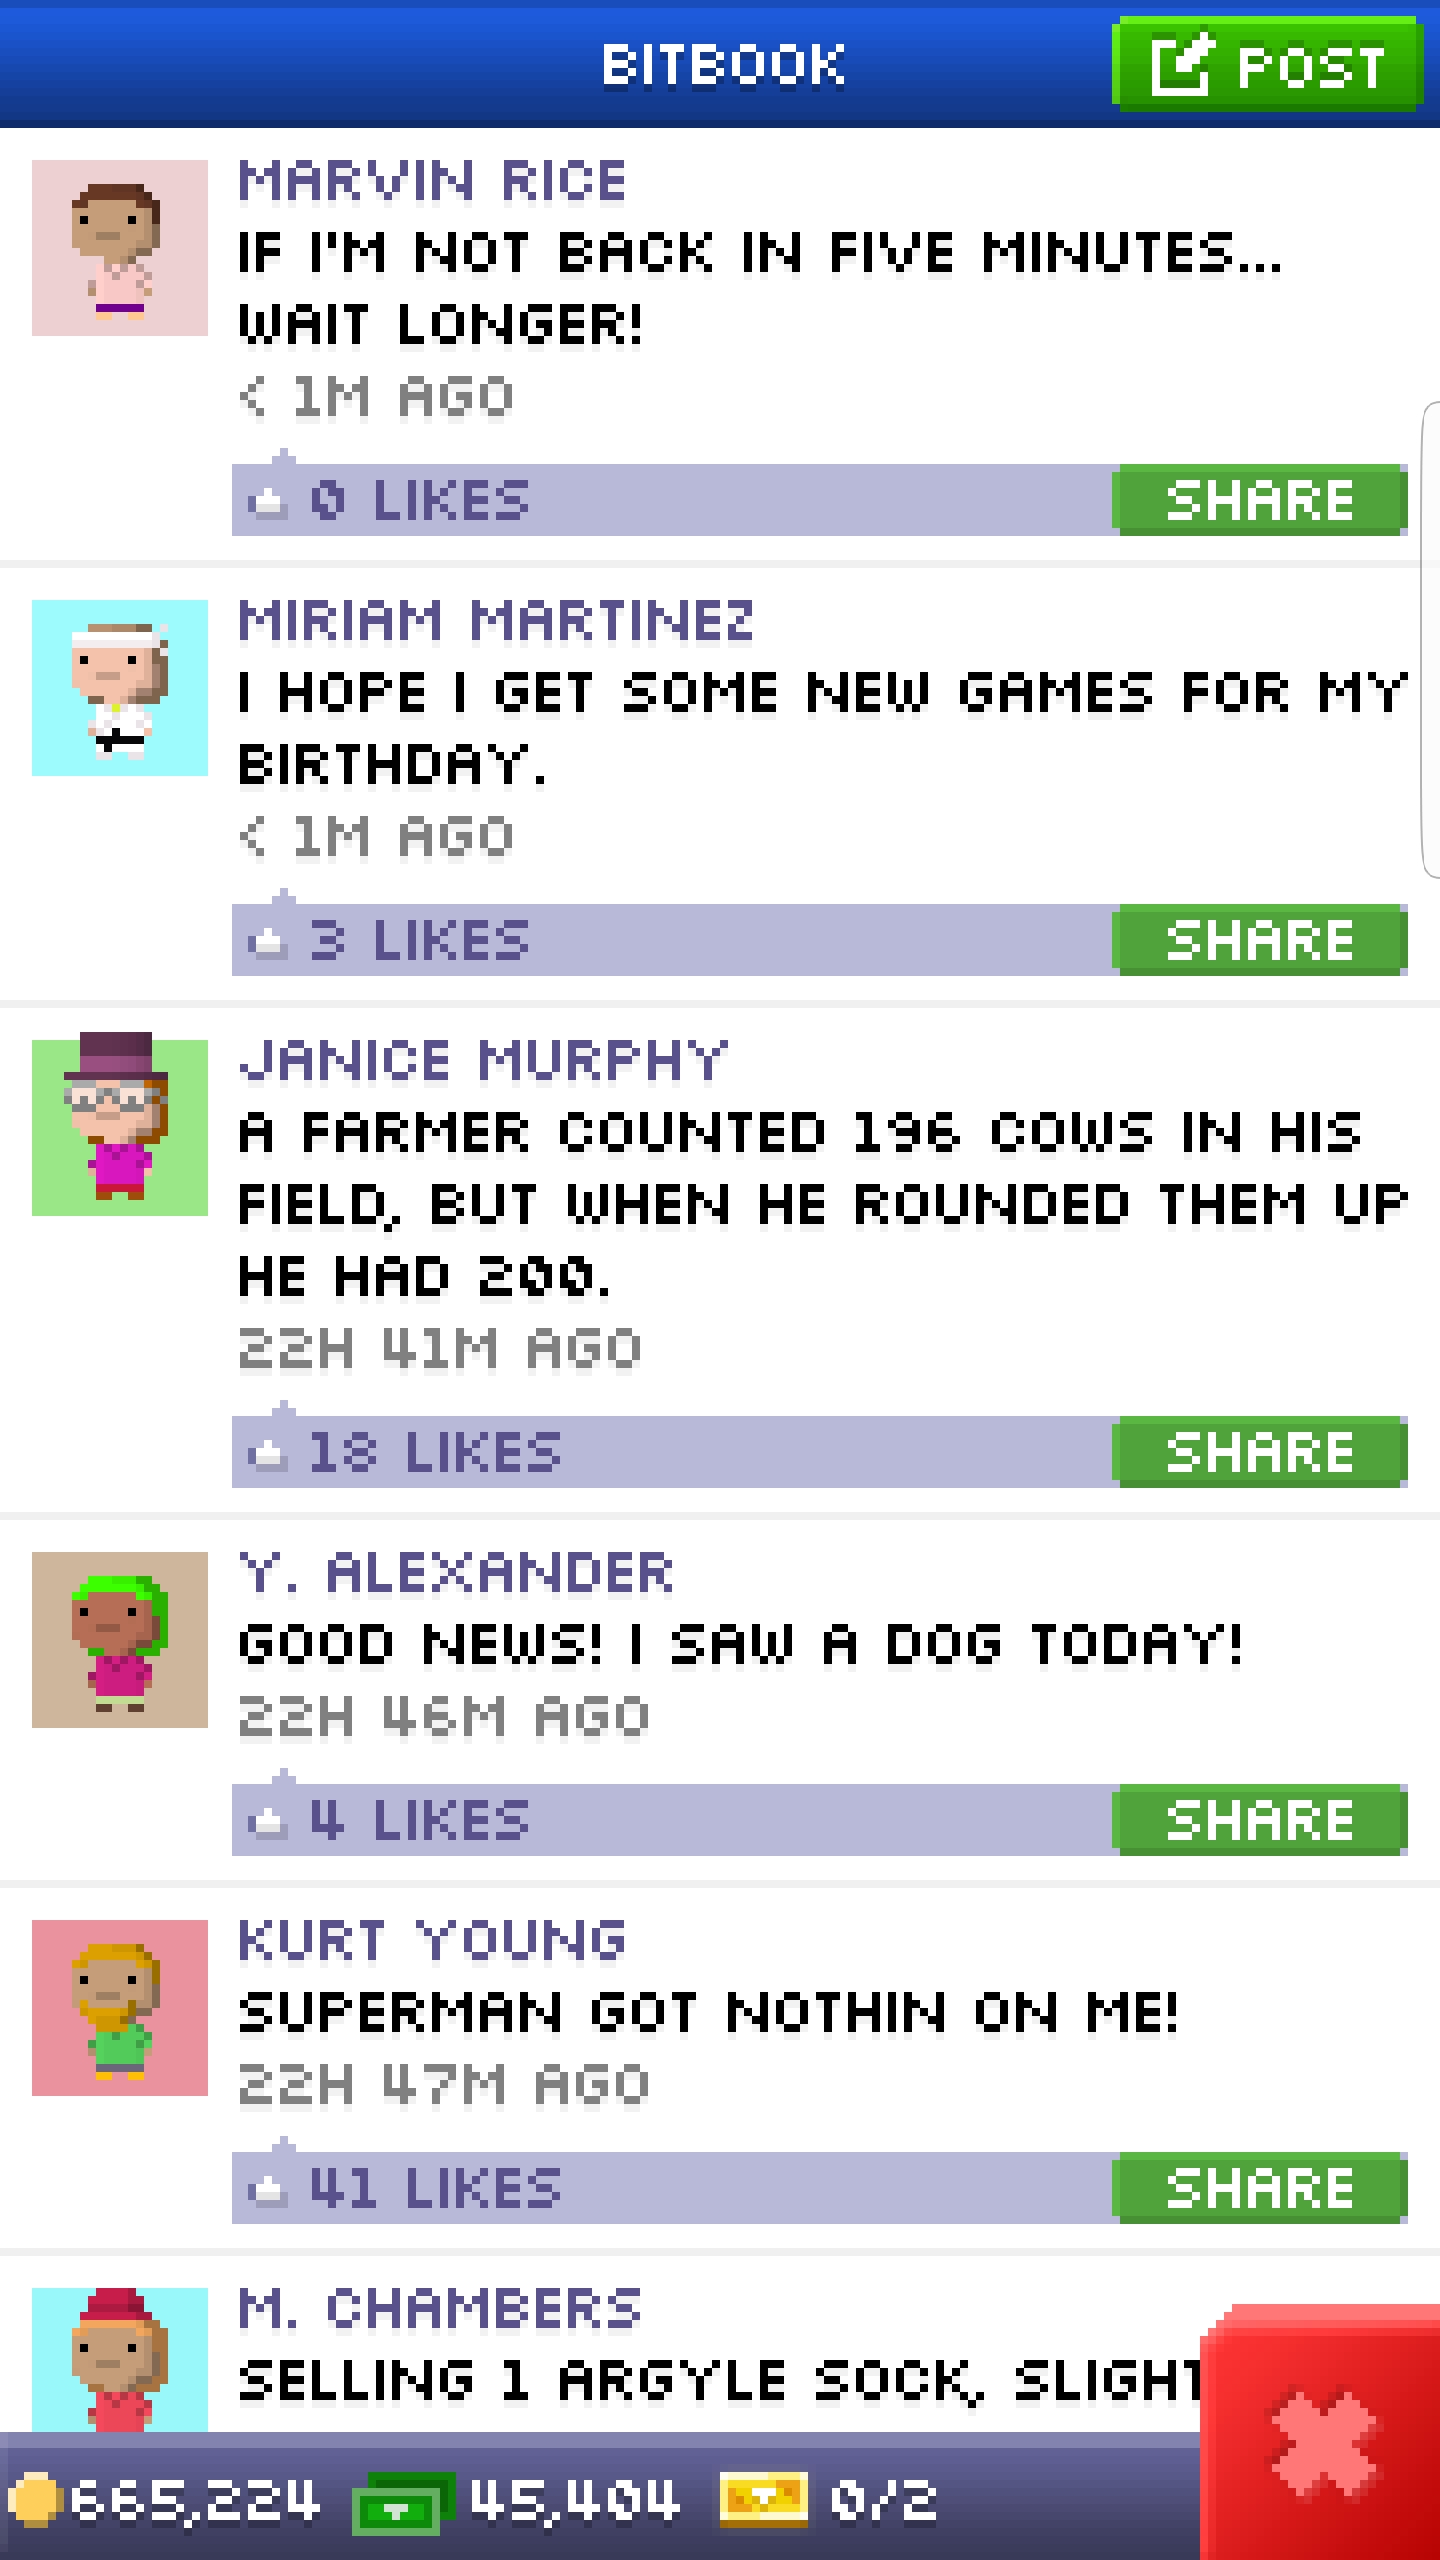 BITBOOK
POST
MARVIN RICE
IF I'M NOT BACK IN FIVE MINUTES...
WAIT LONGER!
< 1M AGO
0 LIKES
SHARE
MIRIAM MARTINEZ
I HOPE I GET SOME NEW GAMES FOR MY
BIRTHDAY.
< 1M AGO
3 LIKES
SHARE
JANICE MURPHY
A FARMER COUNTED 196 COWS IN HIS
FIELD, BUT WHEN HE ROUNDED THEM UP
HE HAD 200.
22H 41M AGO
18 LIKES
SHARE
Y. ALEXANDER
GOOD NEWS! I SAW A DOG TODAY!
22H 46M AGO
4 LIKES
SHARE
KURT YOUNG
SUPERMAN GOT NOTHIN ON ME!
22H 47M AGO
41 LIKES
SHARE
M. CHAMBERS
SELLING 1 ARGYLE SOCK, SLIGHT
665,224 45,404 0/2